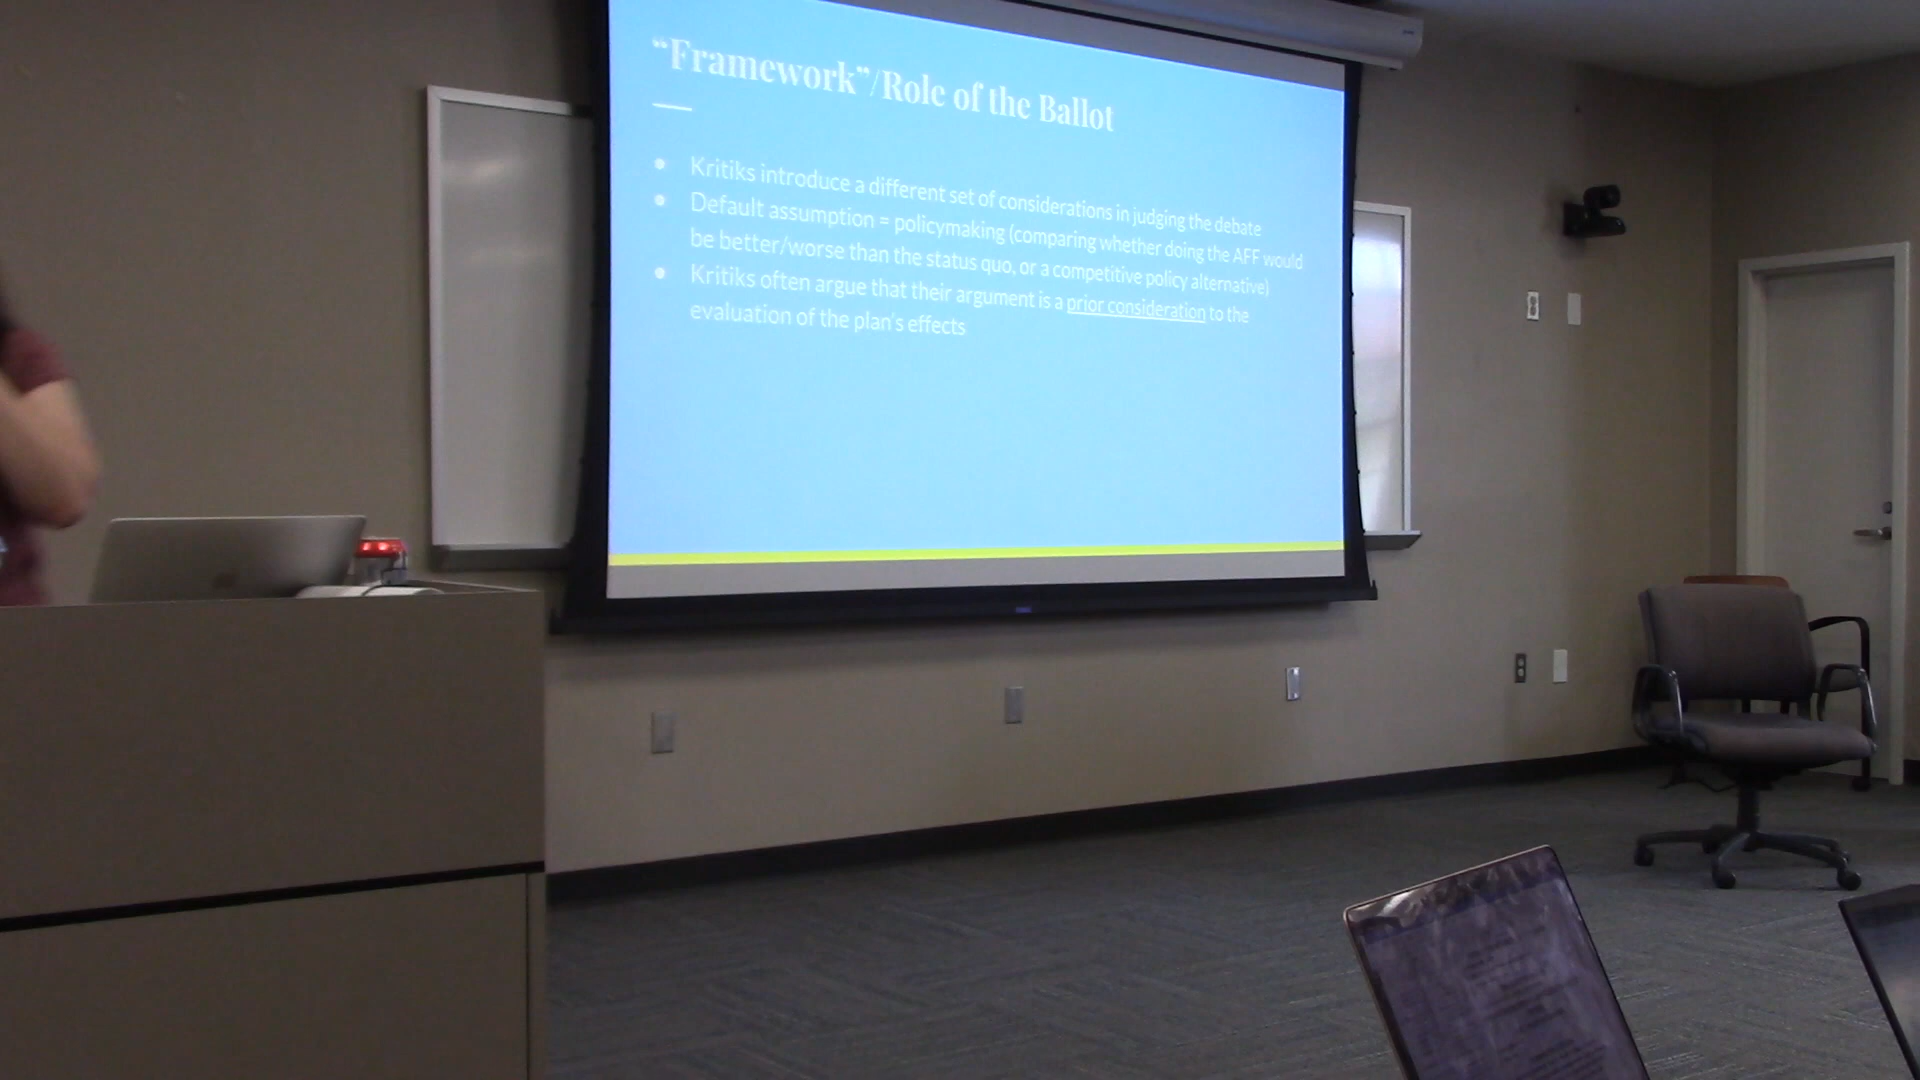 “Framework”/Role of the Ballot
• Kritiks introduce a different set of considerations in judging the debate
• Default assumption = policymaking (comparing whether doing the AFF would
be better/worse than the status quo, or a competitive policy alternative)
• Kritiks often argue that their argument is a prior consideration to the
evaluation of the plan's effects